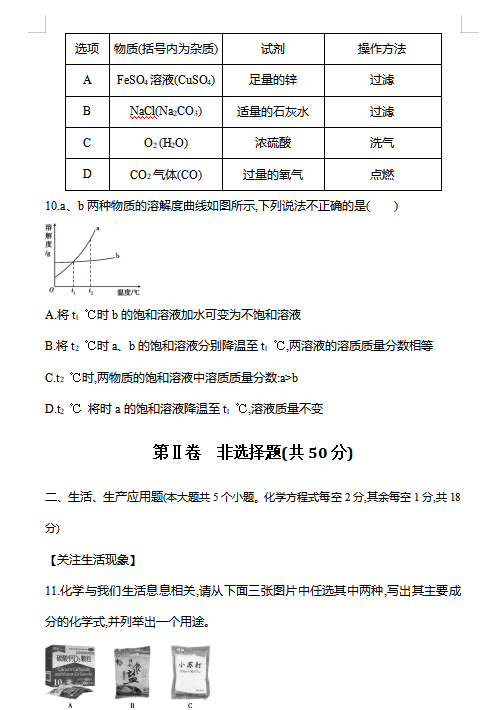 选项 物质(括号内为杂质) 试剂 操作方法
A FeSO₄溶液(CuSO₄) 足量的锌 过滤
B NaCl(Na₂CO₃) 适量的石灰水 过滤
C O₂ (H₂O) 浓硫酸 洗气
D CO₂气体(CO) 过量的氧气 点燃
10.a、b两种物质的溶解度曲线如图所示,下列说法不正确的是( )
溶解度/g
a
b
O t₁ t₂ 温度/℃
A.将t₁ ℃时b的饱和溶液加水可变为不饱和溶液
B.将t₂ ℃时a、b的饱和溶液分别降温至t₁ ℃,两溶液的溶质质量分数相等
C.t₂ ℃时,两物质的饱和溶液中溶质质量分数:a>b
D.t₂ ℃ 将时a的饱和溶液降温至t₁ ℃,溶液质量不变
第Ⅱ卷 非选择题(共50分)
二、生活、生产应用题(本大题共5个小题。化学方程式每空2分,其余每空1分,共18
分)
【关注生活现象】
11.化学与我们生活息息相关,请从下面三张图片中任选其中两种,写出其主要成
分的化学式,并列举出一个用途。
碳酸钙D₃颗粒
10
盐
小苏打
A B C